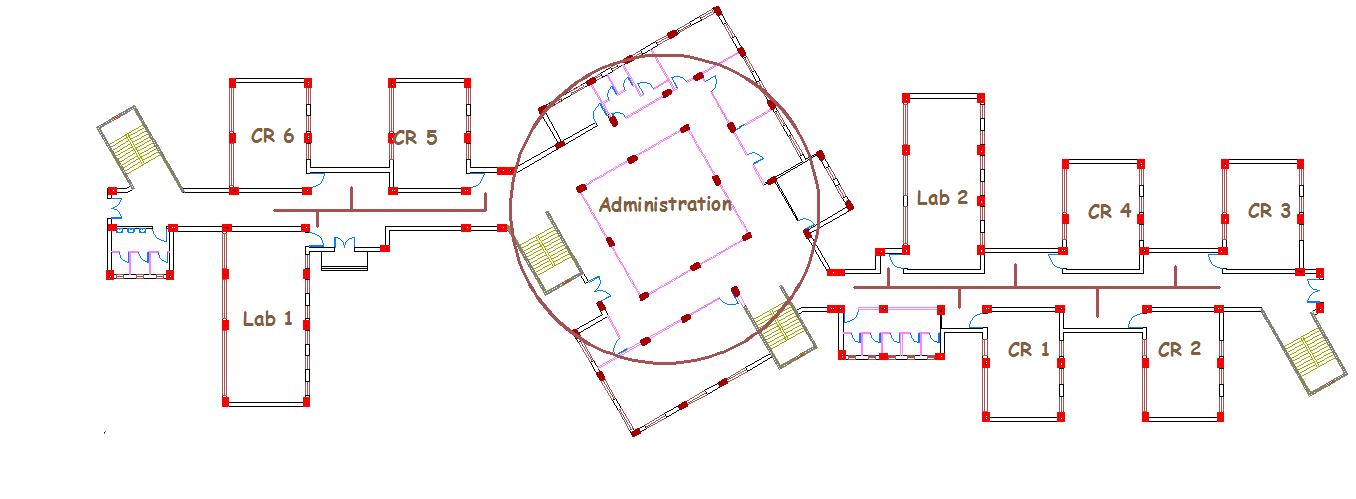 CR 6
CR 5
Administration
Lab 2
CR 4
CR 3
Lab 1
CR 1
CR 2